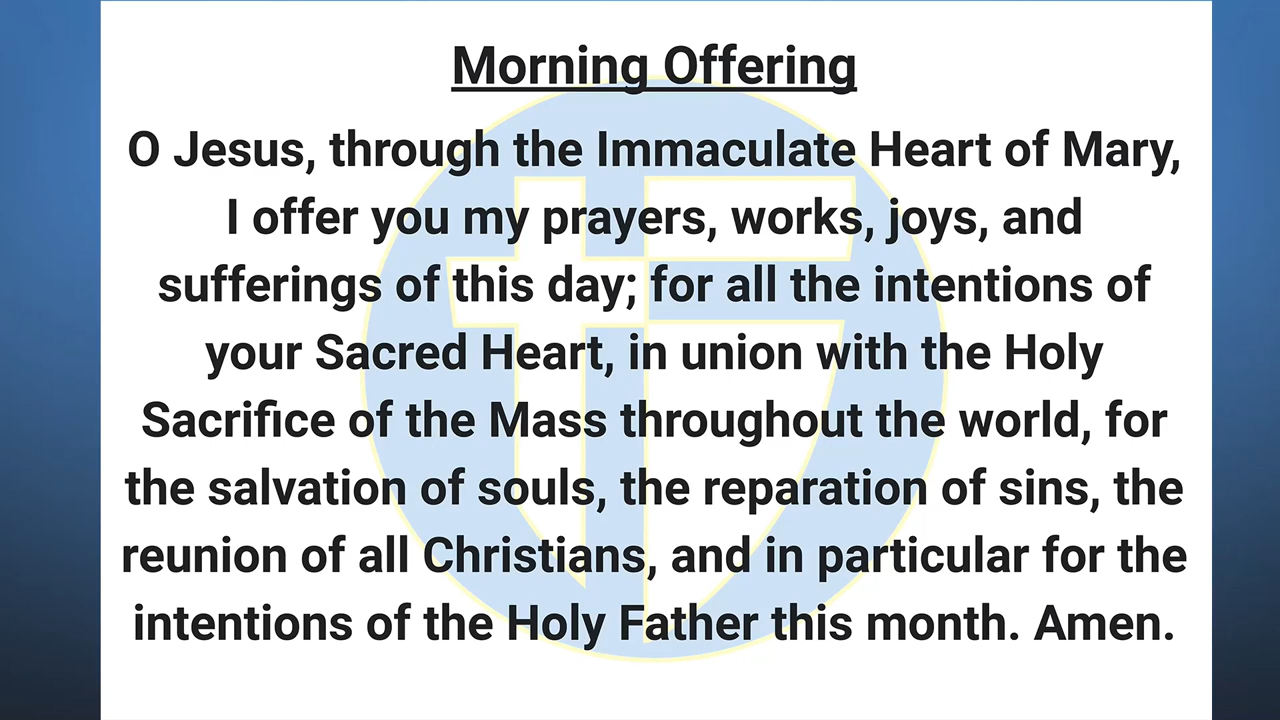 Morning Offering
O Jesus, through the Immaculate Heart of Mary,
I offer you my prayers, works, joys, and
sufferings of this day; for all the intentions of
your Sacred Heart, in union with the Holy
Sacrifice of the Mass throughout the world, for
the salvation of souls, the reparation of sins, the
reunion of all Christians, and in particular for the
intentions of the Holy Father this month. Amen.